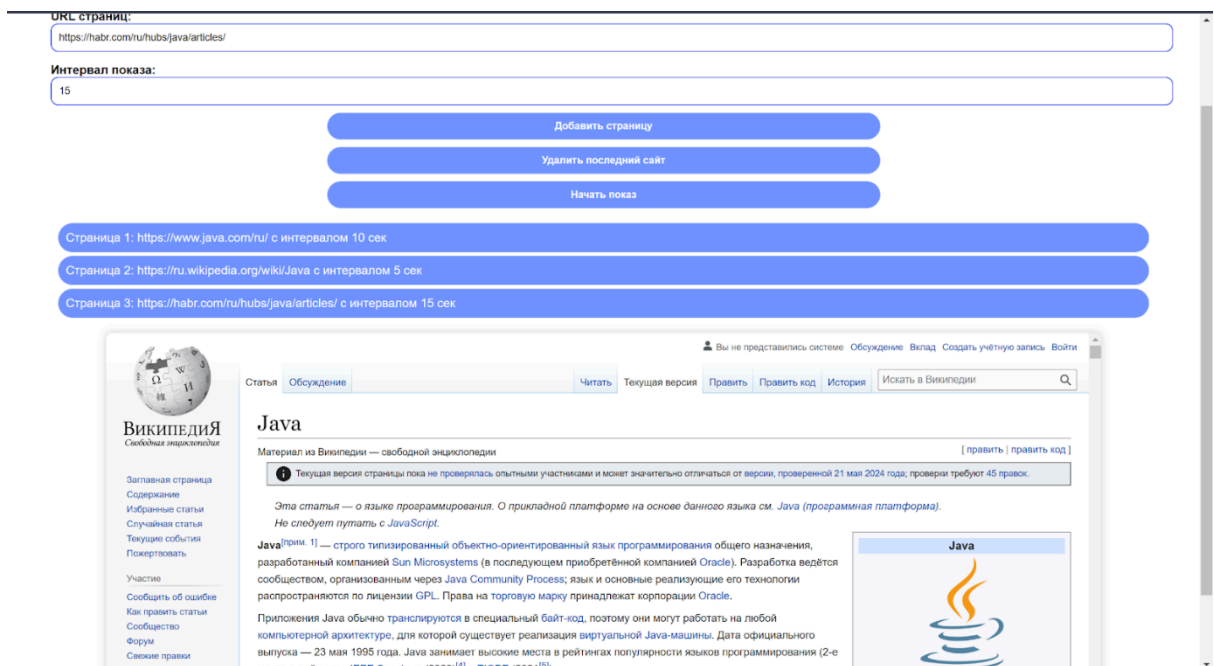 URL страниц:
https://habr.com/ru/hubs/java/articles/
Интервал показа:
15
Добавить страницу
Удалить последний сайт
Начать показ
Страница 1: https://www.java.com/ru/ с интервалом 10 сек
Страница 2: https://ru.wikipedia.org/wiki/Java с интервалом 5 сек
Страница 3: https://habr.com/ru/hubs/java/articles/ с интервалом 15 сек
Вы не представились системе Обсуждение Вклад Создать учётную запись Войти
Статья Обсуждение Читать Текущая версия Править Править код История Искать в Википедии
ВИКИПЕДИЯ
Свободная энциклопедия
Заглавная страница
Содержание
Избранные статьи
Случайная статья
Текущие события
Пожертвовать
Участие
Сообщить об ошибке
Как править статьи
Сообщество
Форум
Свежие правки
Java
Материал из Википедии — свободной энциклопедии [ править | править код ]
Текущая версия страницы пока не проверялась опытными участниками и может значительно отличаться от версии, проверенной 21 мая 2024 года; проверки требуют 45 правок.
Эта статья — о языке программирования. О прикладной платформе на основе данного языка см. Java (программная платформа).
Не следует путать с JavaScript.
Java[прим. 1] — строго типизированный объектно-ориентированный язык программирования общего назначения,
разработанный компанией Sun Microsystems (в последующем приобретённой компанией Oracle). Разработка ведётся
сообществом, организованным через Java Community Process; язык и основные реализующие его технологии
распространяются по лицензии GPL. Права на торговую марку принадлежат корпорации Oracle.
Приложения Java обычно транслируются в специальный байт-код, поэтому они могут работать на любой
компьютерной архитектуре, для которой существует реализация виртуальной Java-машины. Дата официального
выпуска — 23 мая 1995 года. Java занимает высокие места в рейтингах популярности языков программирования (2-е
Java